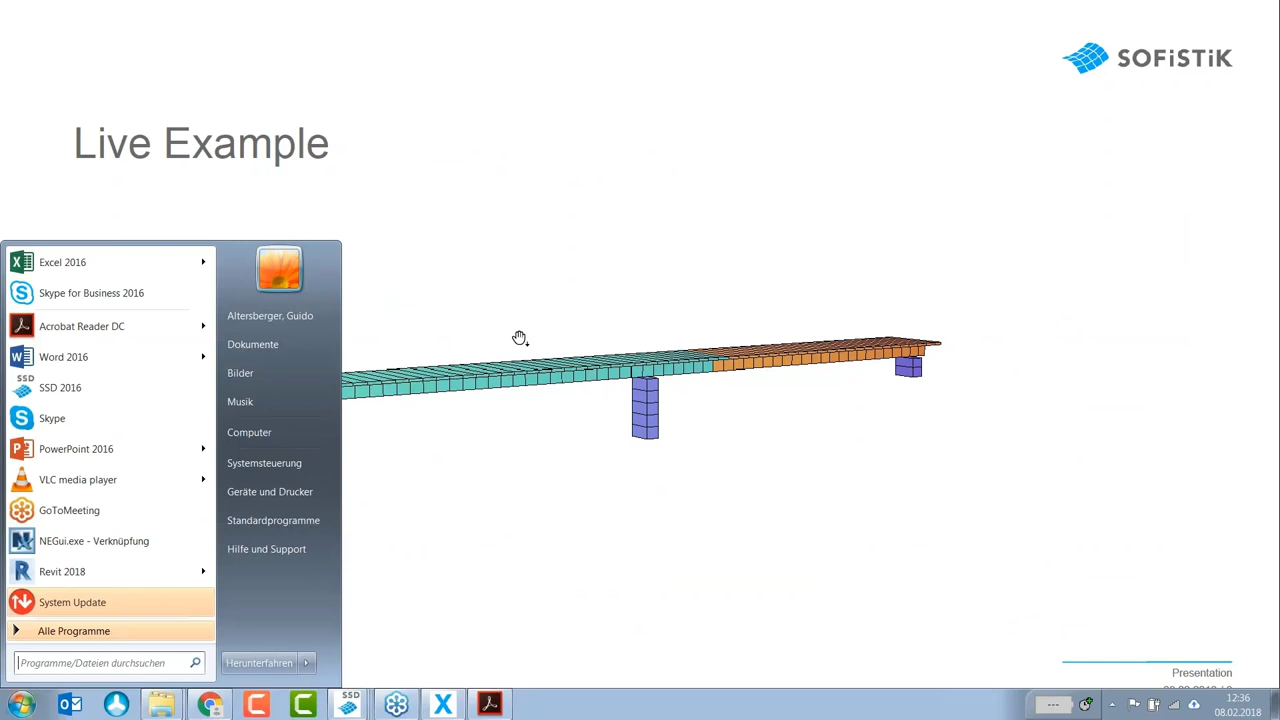 SOFiSTiK
Live Example
Excel 2016
Skype for Business 2016
Acrobat Reader DC
Word 2016
SSD
SSD 2016
Skype
PowerPoint 2016
VLC media player
GoToMeeting
NEGui.exe - Verknüpfung
Revit 2018
System Update
Alle Programme
Programme/Dateien durchsuchen
Altersberger, Guido
Dokumente
Bilder
Musik
Computer
Systemsteuerung
Geräte und Drucker
Standardprogramme
Hilfe und Support
Herunterfahren
Presentation
SSD
12:36
08.02.2018